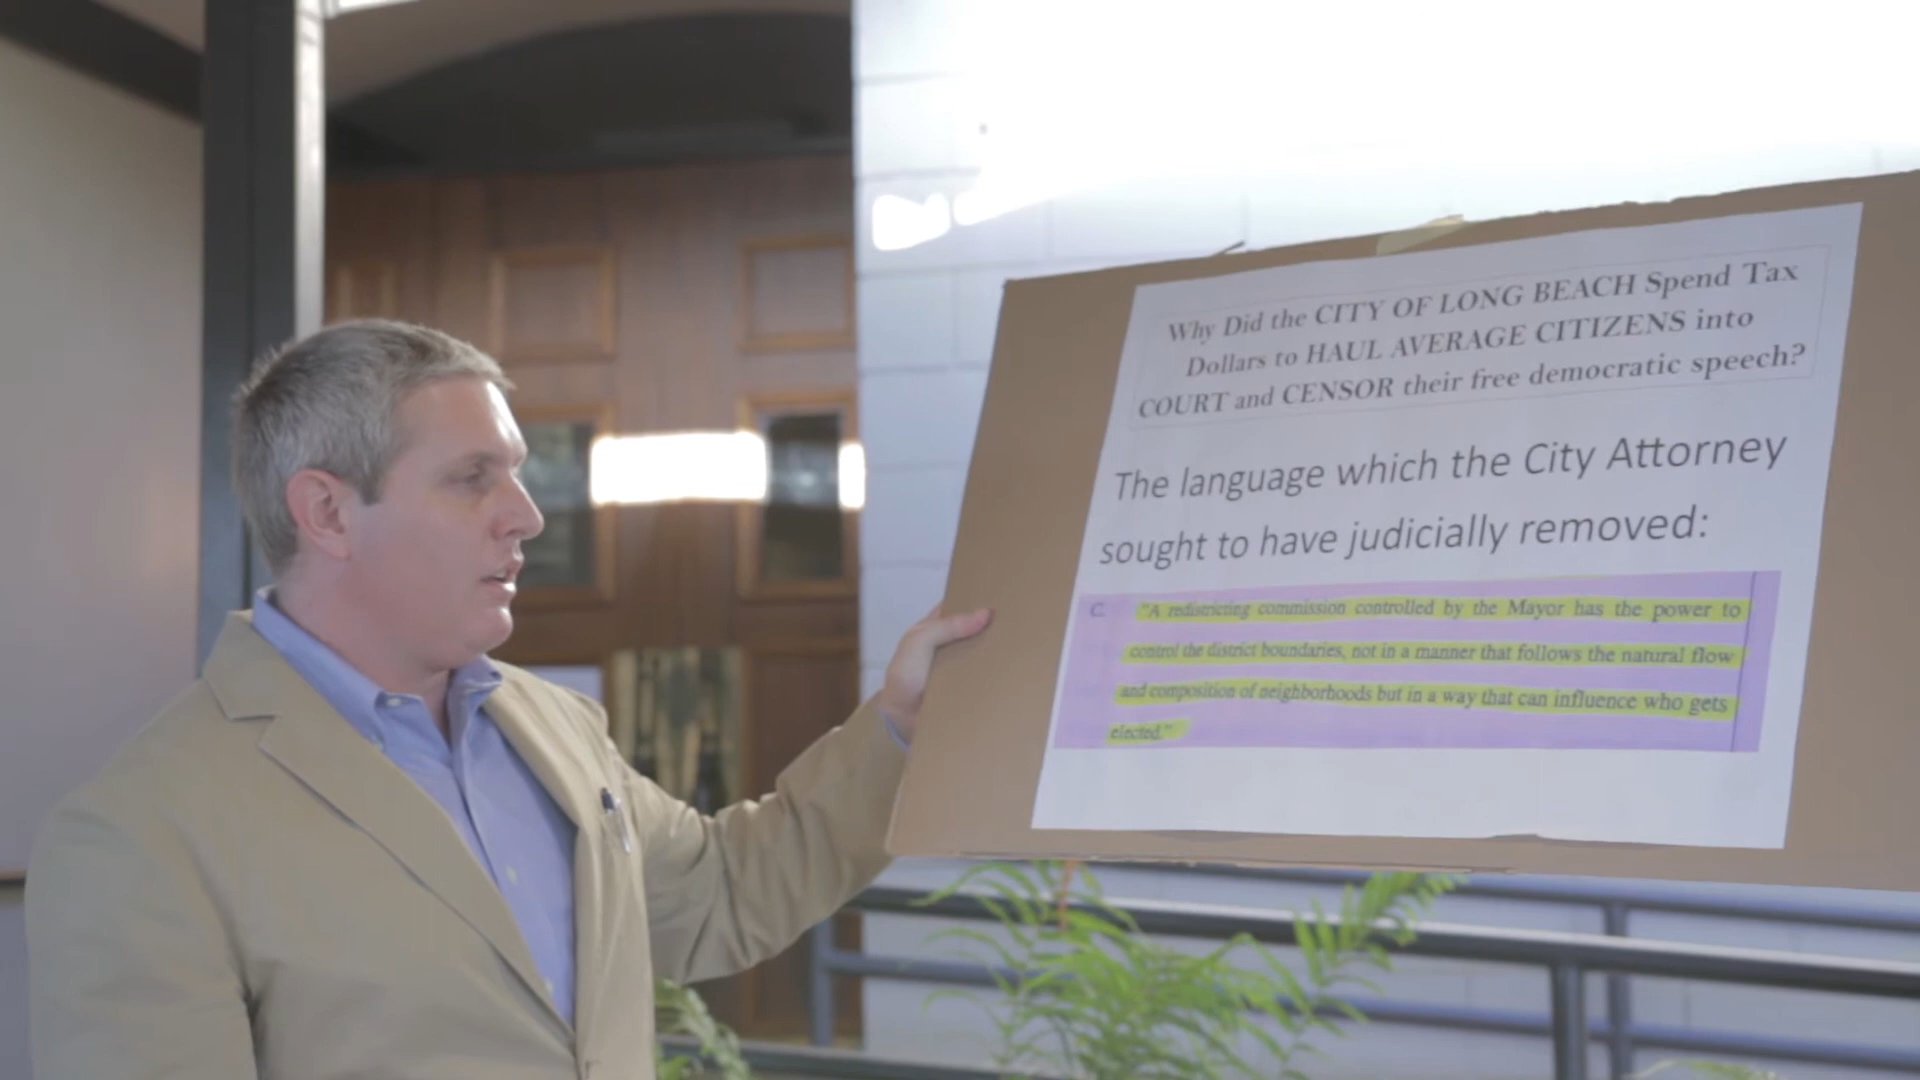 Why Did the CITY OF LONG BEACH Spend Tax
Dollars to HAUL AVERAGE CITIZENS into
COURT and CENSOR their free democratic speech?
The language which the City Attorney
sought to have judicially removed:
C. "A redistricting commission controlled by the Mayor has the power to
control the district boundaries, not in a manner that follows the natural flow
and composition of neighborhoods but in a way that can influence who gets
elected."